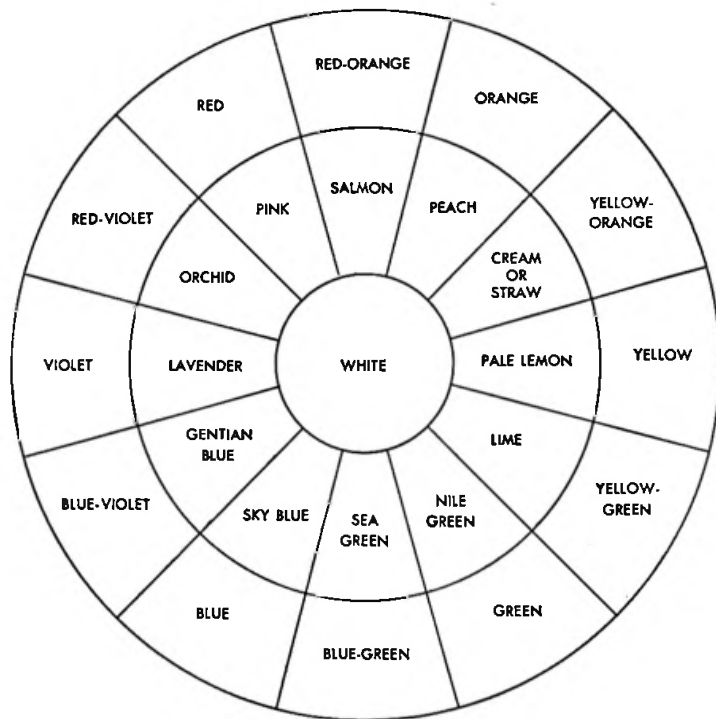 RED-ORANGE
RED
ORANGE
SALMON
PINK
PEACH
RED-VIOLET
YELLOW-
ORANGE
ORCHID
CREAM
OR
STRAW
VIOLET
LAVENDER
WHITE
PALE LEMON
YELLOW
GENTIAN
BLUE
LIME
BLUE-VIOLET
SKY BLUE
SEA
GREEN
NILE
GREEN
YELLOW-
GREEN
BLUE
GREEN
BLUE-GREEN